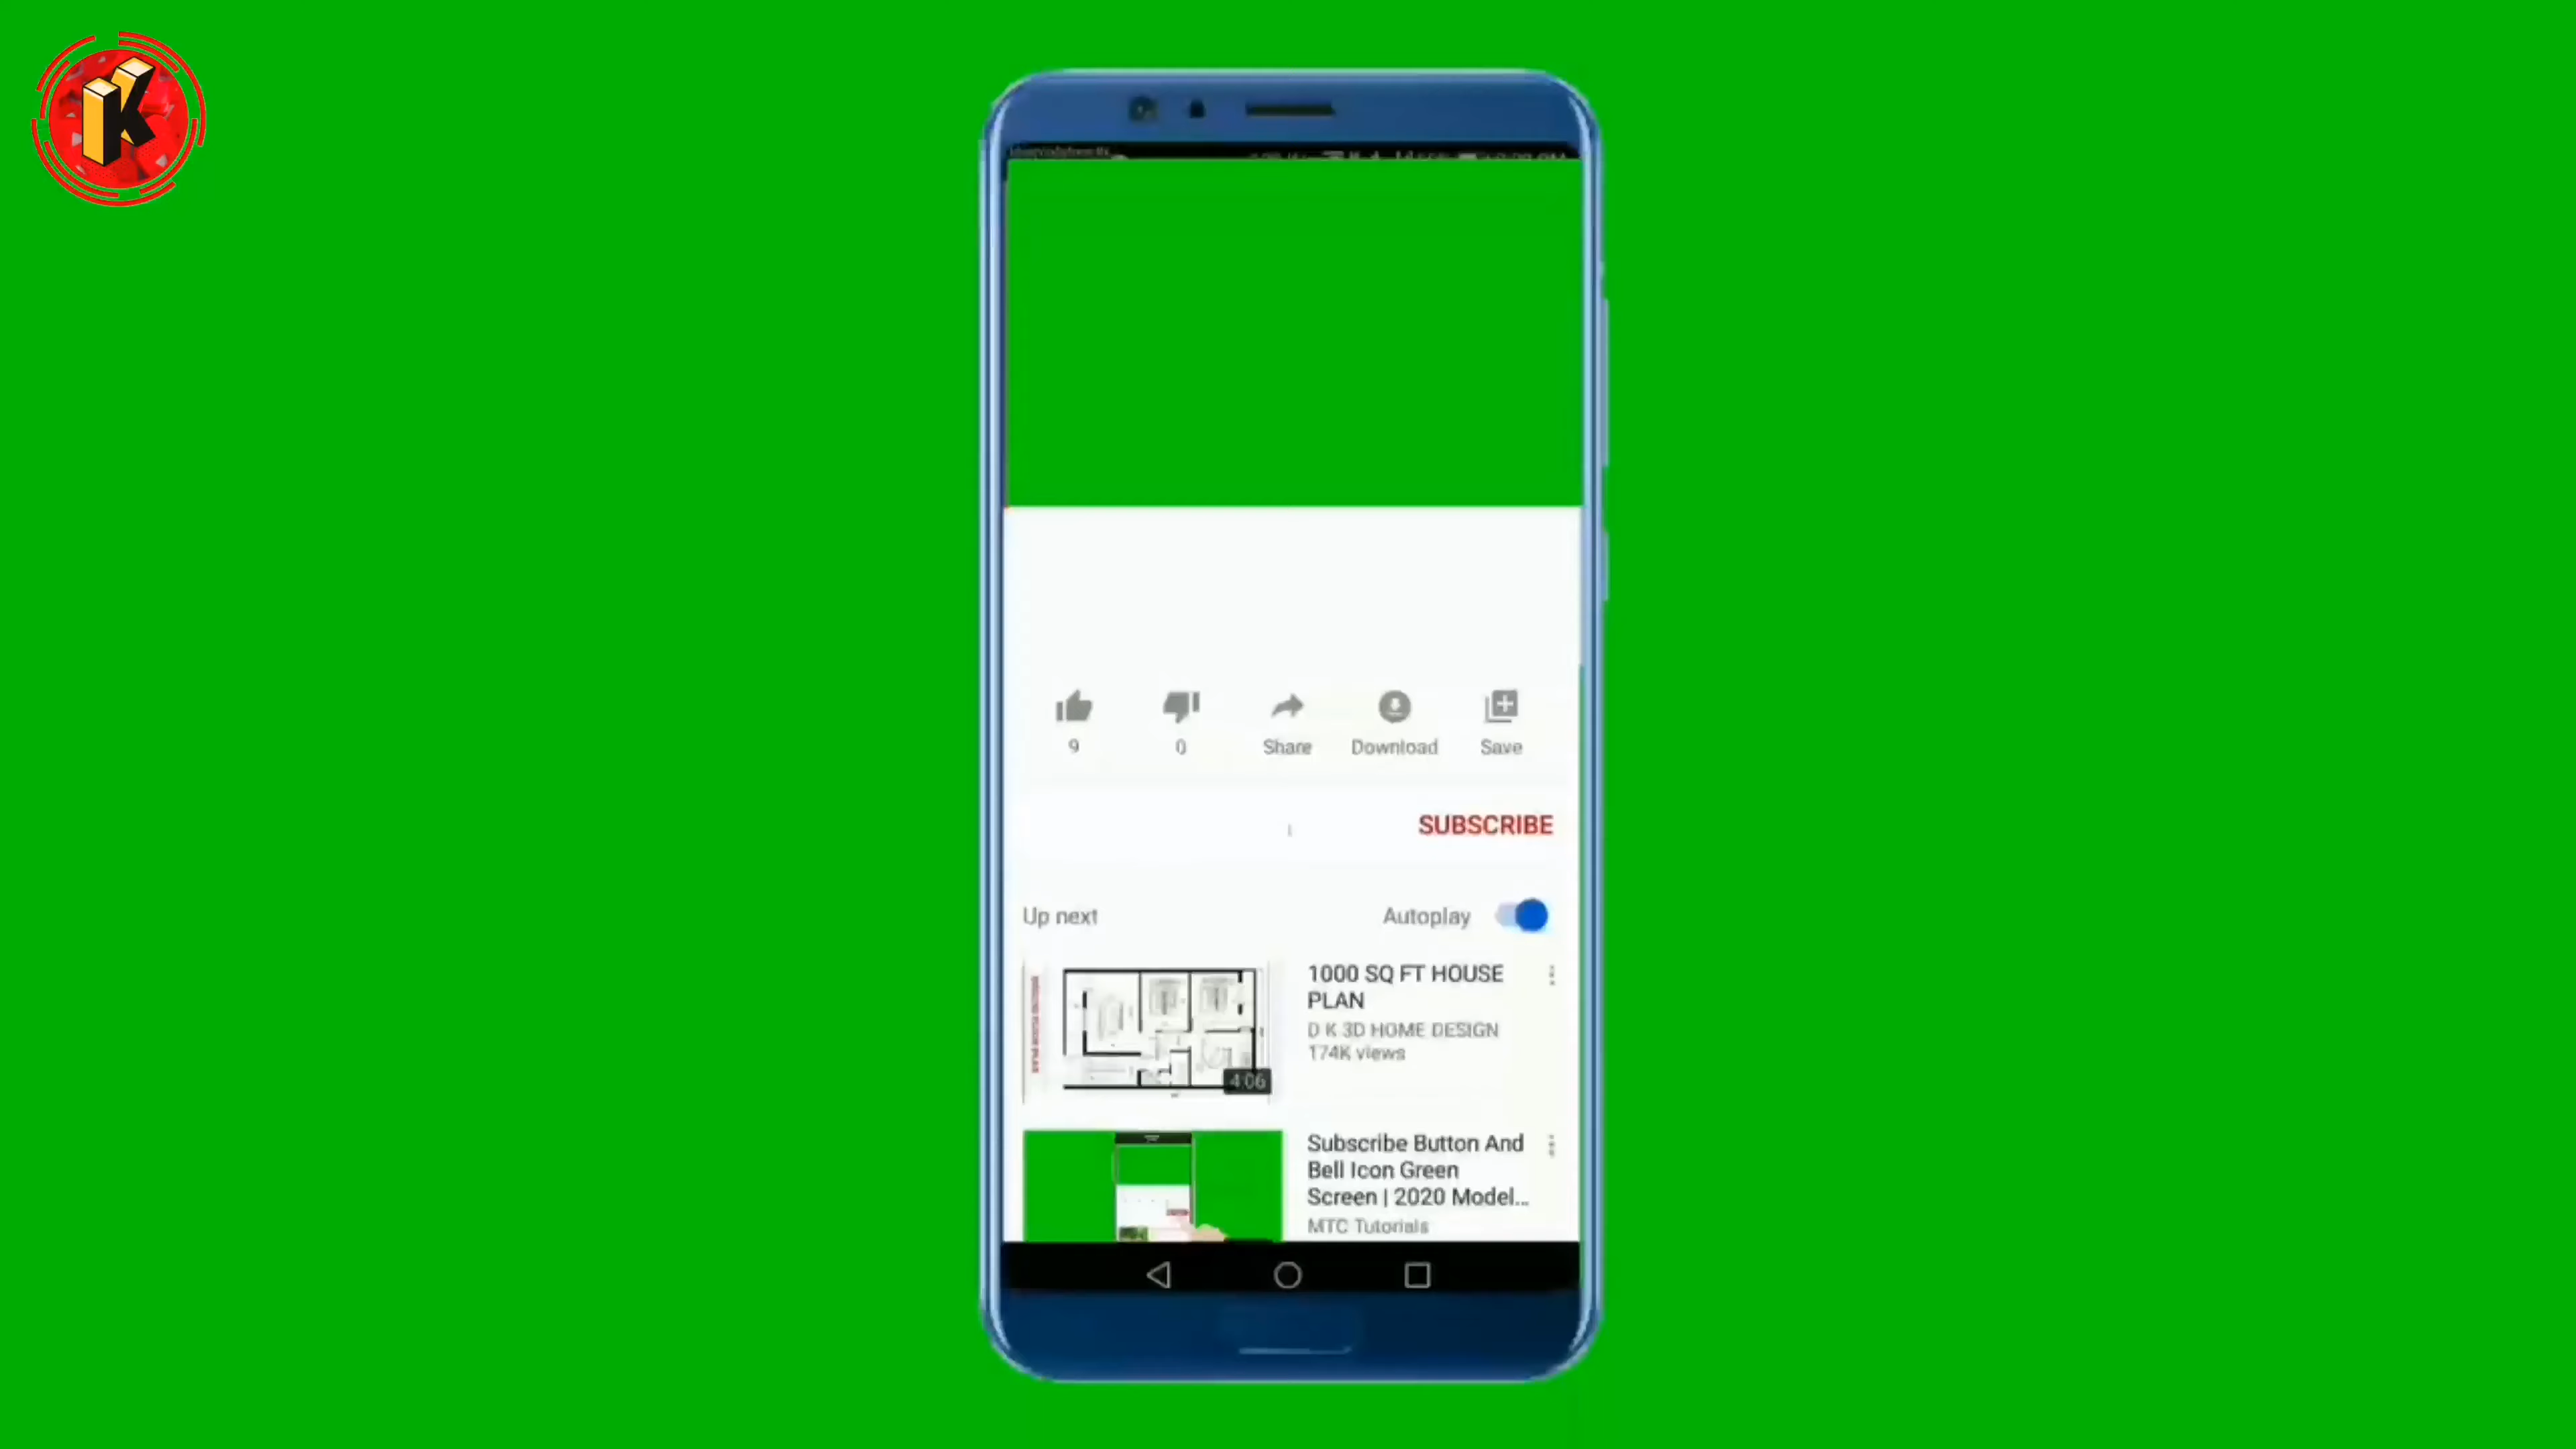 K
9
0
Share
Download
Save
SUBSCRIBE
Up next
Autoplay
1000 SQ FT HOUSE
PLAN
D K 3D HOME DESIGN
174K views
4:06
Subscribe Button And
Bell Icon Green
Screen | 2020 Model...
MTC Tutorials